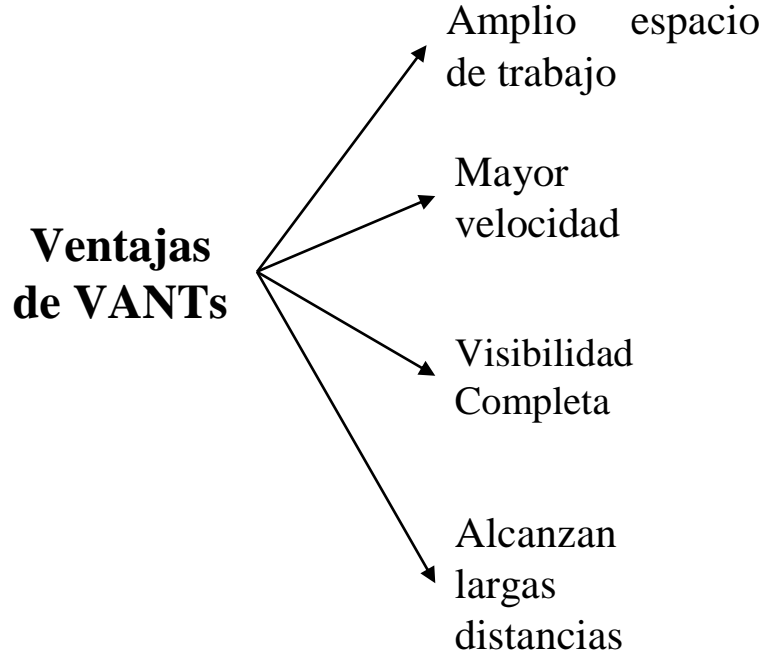 Amplio espacio
de trabajo
Mayor
velocidad
Ventajas
de VANTs
Visibilidad
Completa
Alcanzan
largas
distancias